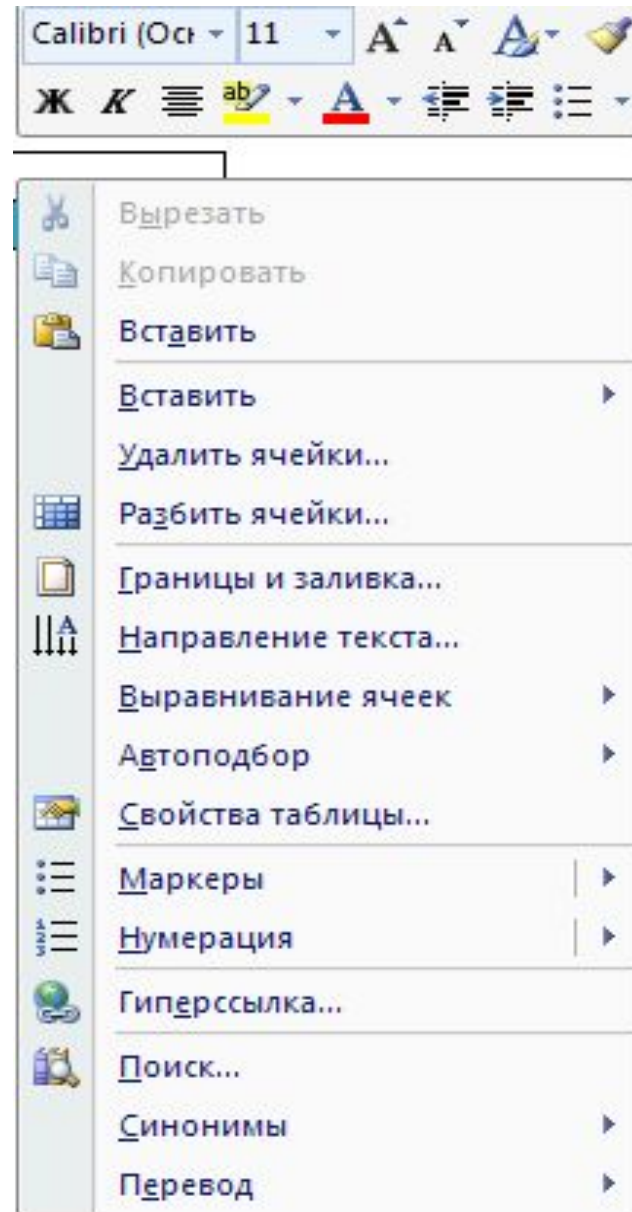 Calibri (Осн 11 А А А
Ж К ab А
Вырезать
Копировать
Вставить
Вставить
Удалить ячейки...
Разбить ячейки...
Границы и заливка...
Направление текста...
Выравнивание ячеек
Автоподбор
Свойства таблицы...
Маркеры
Нумерация
Гиперссылка...
Поиск...
Синонимы
Перевод